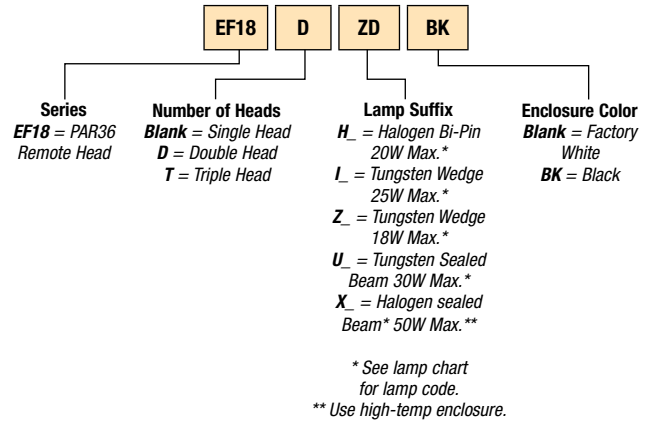 EF18 D ZD BK
Series
EF18 = PAR36
Remote Head
Number of Heads
Blank = Single Head
D = Double Head
T = Triple Head
Lamp Suffix
H_ = Halogen Bi-Pin
20W Max.*
I_ = Tungsten Wedge
25W Max.*
Z_ = Tungsten Wedge
18W Max.*
U_ = Tungsten Sealed
Beam 30W Max.*
X_ = Halogen sealed
Beam* 50W Max.**
* See lamp chart
for lamp code.
** Use high-temp enclosure.
Enclosure Color
Blank = Factory
White
BK = Black